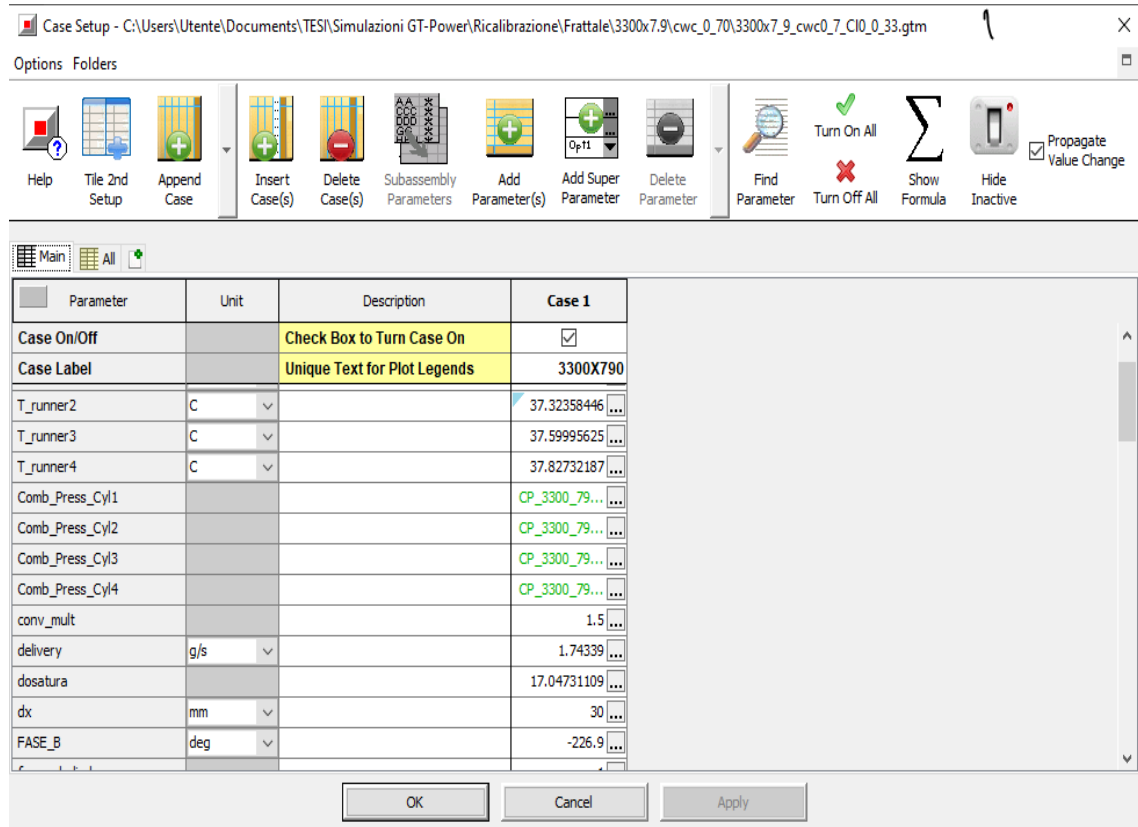 Case Setup - C:\Users\Utente\Documents\TESI\Simulazioni GT-Power\Ricalibrazione\Frattale\3300x7.9\cwc_0_70\3300x7_9_cwc0_7_CI0_0_33.gtm
Options Folders
Help
Tile 2nd Setup
Append Case
Insert Case(s)
Delete Case(s)
Subassembly Parameters
Add Parameter(s)
Opt1
Add Super Parameter
Delete Parameter
Find Parameter
Turn On All
Turn Off All
Show Formula
Hide Inactive
Propagate Value Change
Main All
Parameter Unit Description Case 1
Case On/Off Check Box to Turn Case On
Case Label Unique Text for Plot Legends 3300X790
T_runner2 C 37.32358446 ...
T_runner3 C 37.59995625 ...
T_runner4 C 37.82732187 ...
Comb_Press_Cyl1 CP_3300_79... ...
Comb_Press_Cyl2 CP_3300_79... ...
Comb_Press_Cyl3 CP_3300_79... ...
Comb_Press_Cyl4 CP_3300_79... ...
conv_mult 1.5 ...
delivery g/s 1.74339 ...
dosatura 17.04731109 ...
dx mm 30 ...
FASE_B deg -226.9 ...
OK Cancel Apply